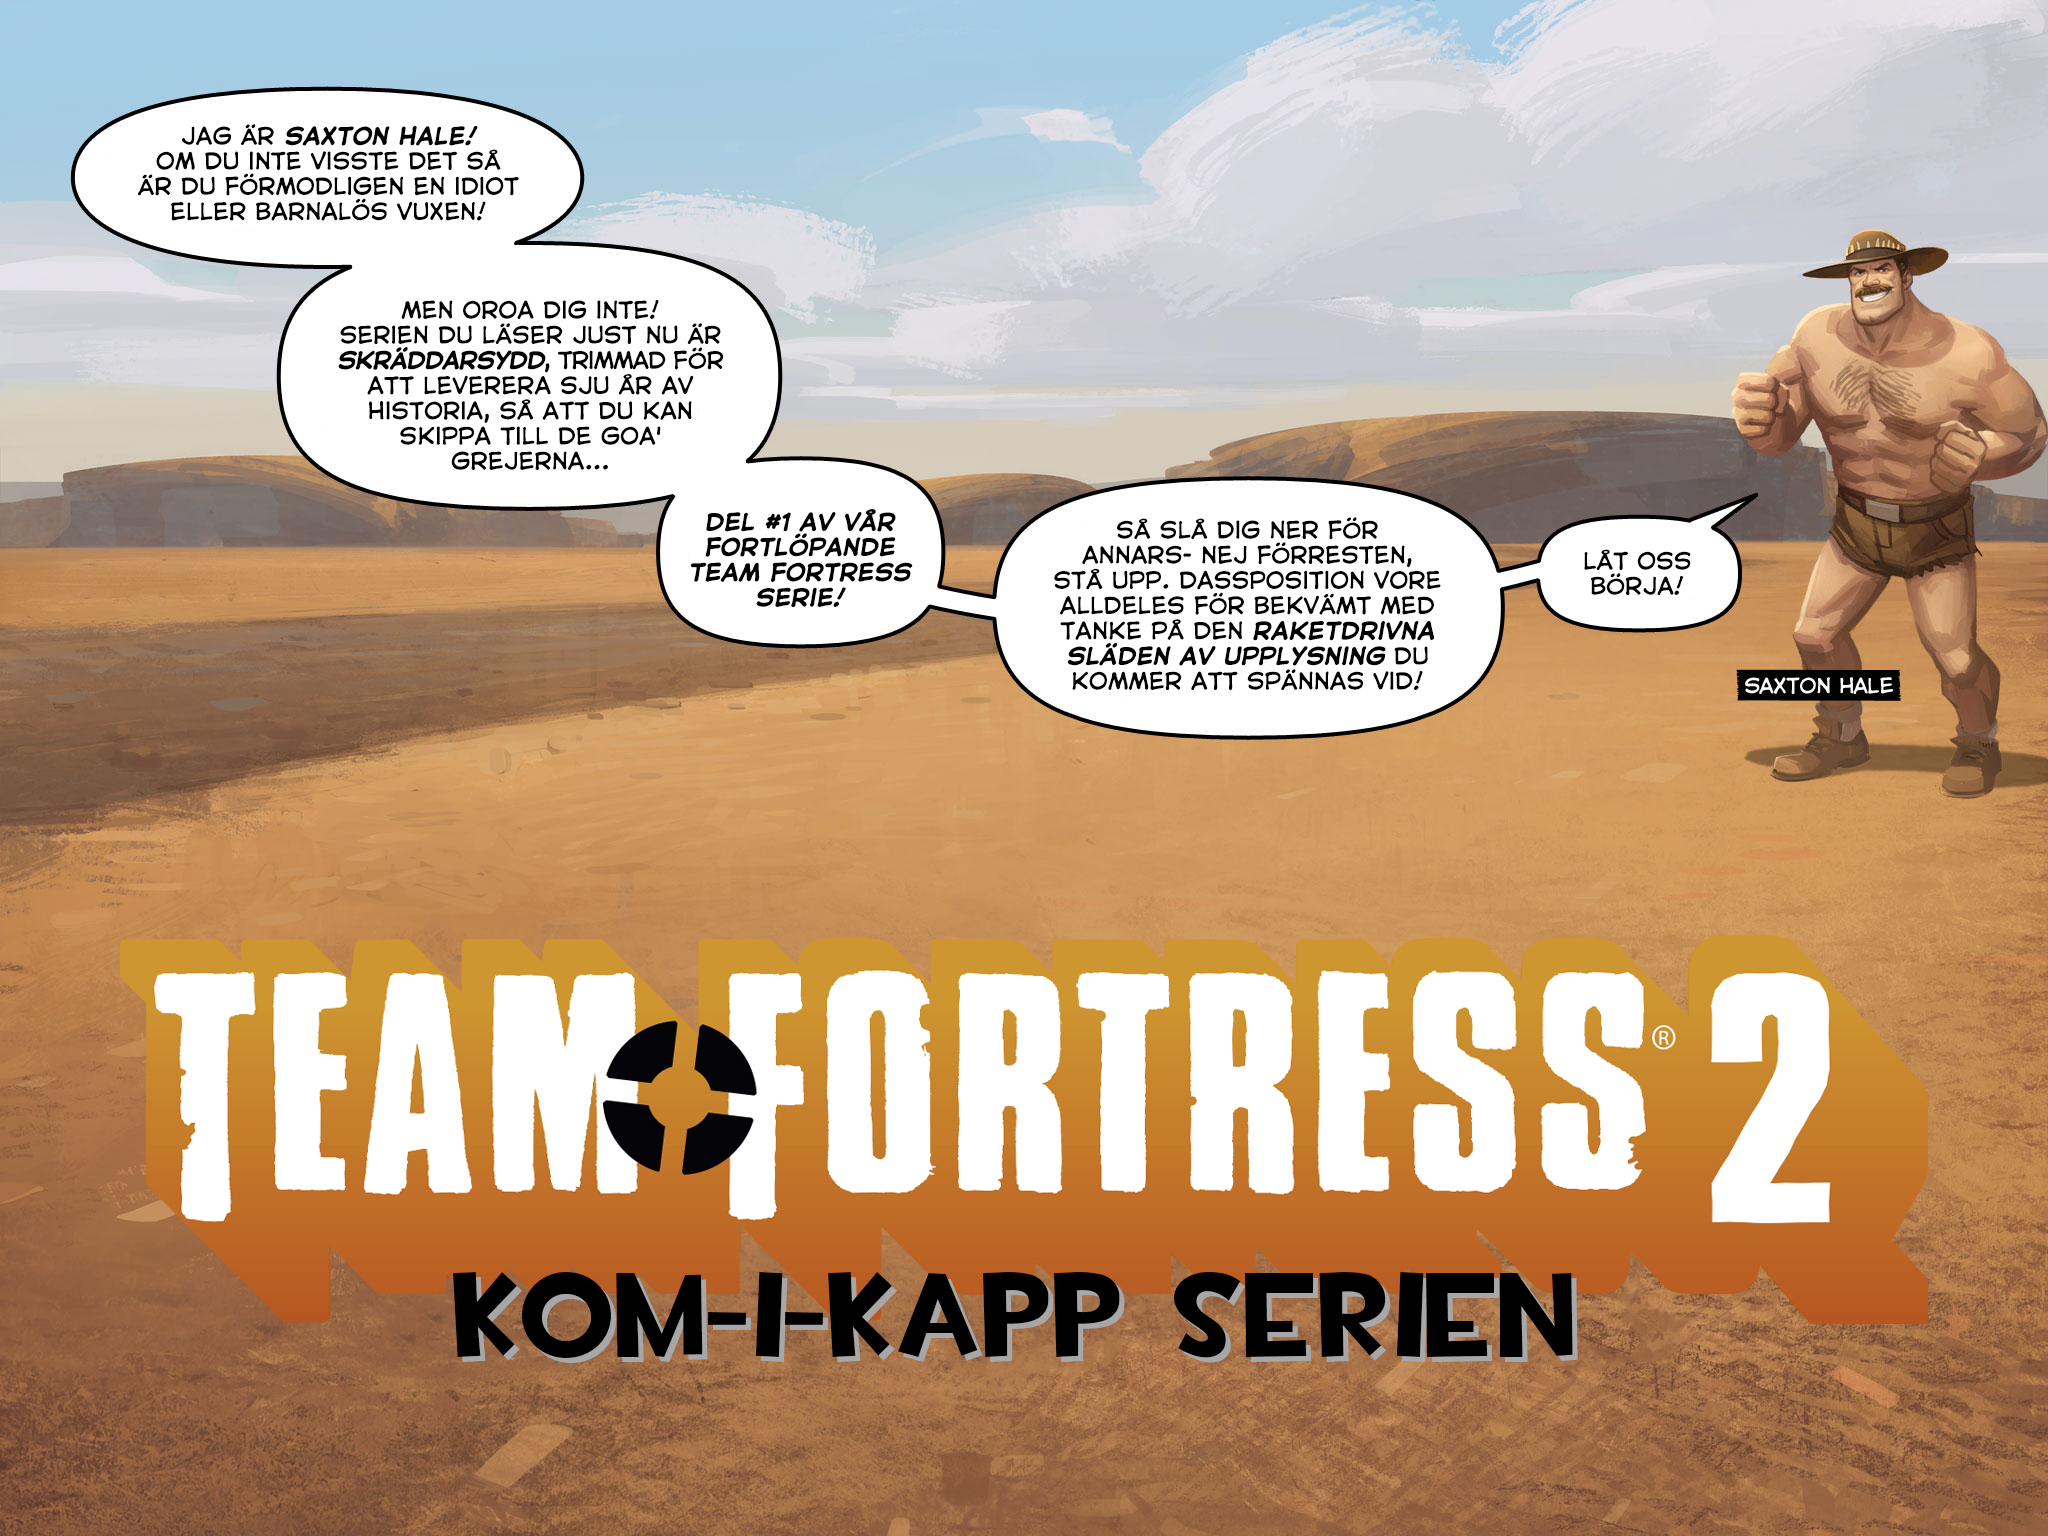 JAG ÄR SAXTON HALE!
OM DU INTE VISSTE DET SÅ
ÄR DU FÖRMODLIGEN EN IDIOT
ELLER BARNALÖS VUXEN!
MEN OROA DIG INTE!
SERIEN DU LÄSER JUST NU ÄR
SKRÄDDARSYDD, TRIMMAD FÖR
ATT LEVERERA SJU ÅR AV
HISTORIA, SÅ ATT DU KAN
SKIPPA TILL DE GOA'
GREJERNA...
DEL #1 AV VÅR
FORTLÖPANDE
TEAM FORTRESS
SERIE!
SÅ SLÅ DIG NER FÖR
ANNARS- NEJ FÖRRESTEN,
STÅ UPP. DASSPOSITION VORE
ALLDELES FÖR BEKVÄMT MED
TANKE PÅ DEN RAKETDRIVNA
SLÄDEN AV UPPLYSNING DU
KOMMER ATT SPÄNNAS VID!
LÅT OSS
BÖRJA!
SAXTON HALE
TEAM FORTRESS® 2
KOM-I-KAPP SERIEN